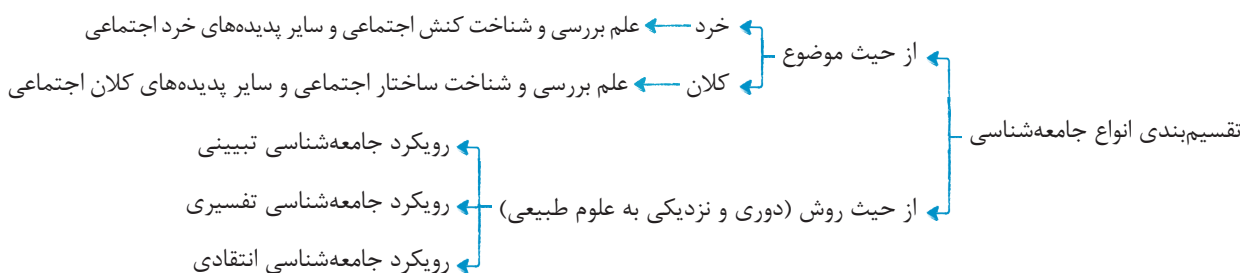 تقسیم‌بندی انواع جامعه‌شناسی
از حیث موضوع
خرد
علم بررسی و شناخت کنش اجتماعی و سایر پدیده‌های خرد اجتماعی
کلان
علم بررسی و شناخت ساختار اجتماعی و سایر پدیده‌های کلان اجتماعی
از حیث روش (دوری و نزدیکی به علوم طبیعی)
رویکرد جامعه‌شناسی تبیینی
رویکرد جامعه‌شناسی تفسیری
رویکرد جامعه‌شناسی انتقادی